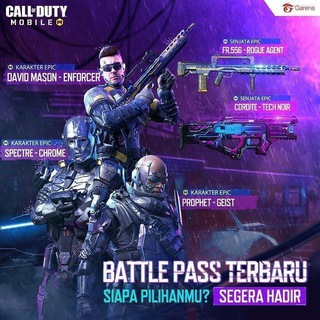 CALL OF DUTY
MOBILE
Garena
KARAKTER EPIC
DAVID MASON - ENFORCER
SENJATA EPIC
FR.556 - ROGUE AGENT
SENJATA EPIC
CORDITE - TECH NOIR
KARAKTER EPIC
SPECTRE - CHROME
KARAKTER EPIC
PROPHET - GEIST
BATTLE PASS TERBARU
SIAPA PILIHANMU? SEGERA HADIR